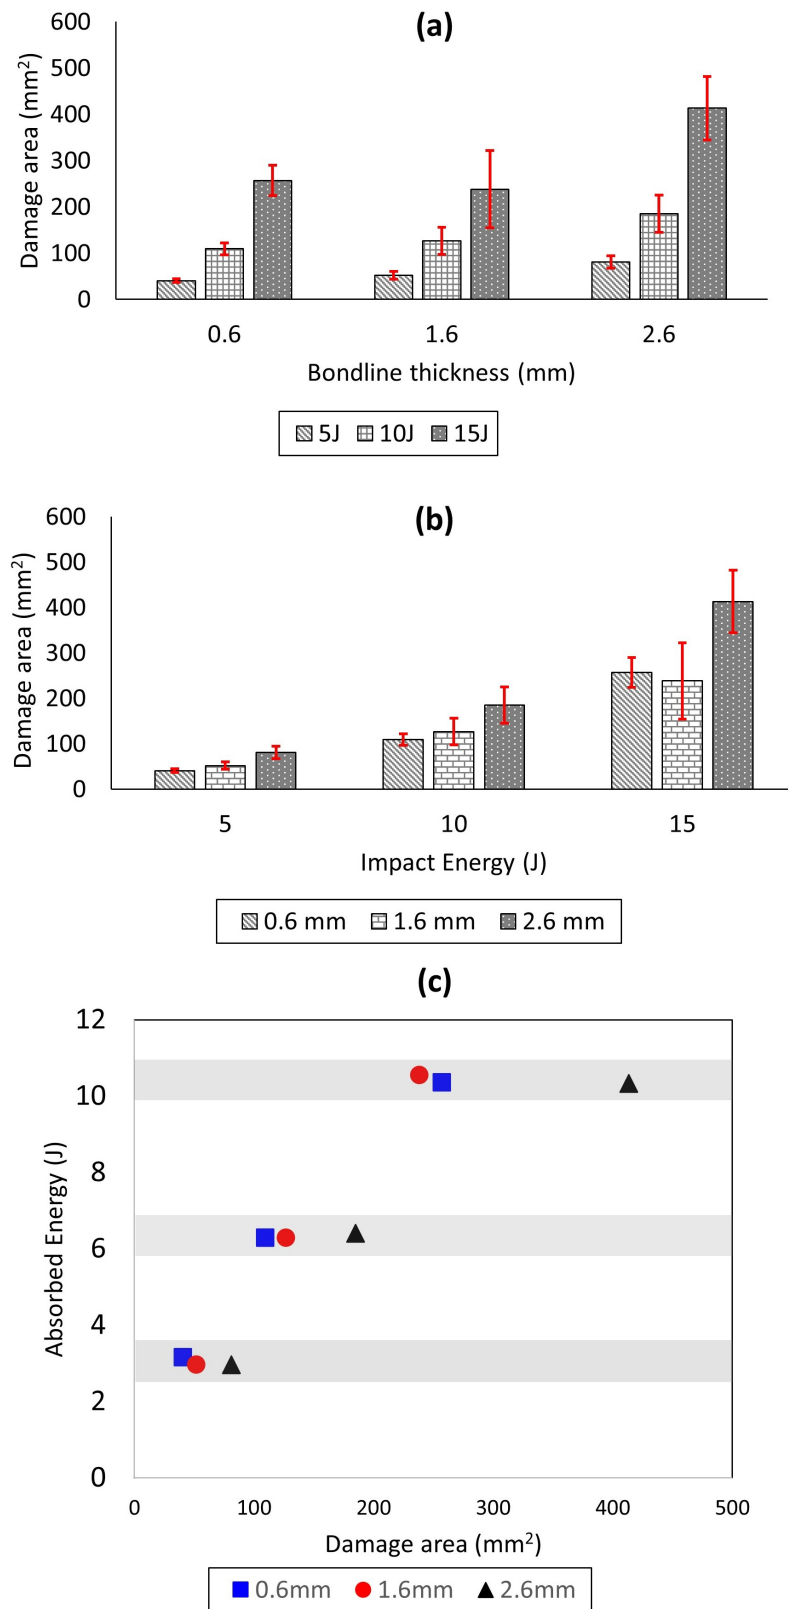 (a)
600
500
400
300
200
100
0
Damage area (mm²)
0.6 1.6 2.6
Bondline thickness (mm)
5J 10J 15J
(b)
600
500
400
300
200
100
0
Damage area (mm²)
5 10 15
Impact Energy (J)
0.6 mm 1.6 mm 2.6 mm
(c)
12
10
8
6
4
2
0
Absorbed Energy (J)
0 100 200 300 400 500
Damage area (mm²)
0.6mm 1.6mm 2.6mm